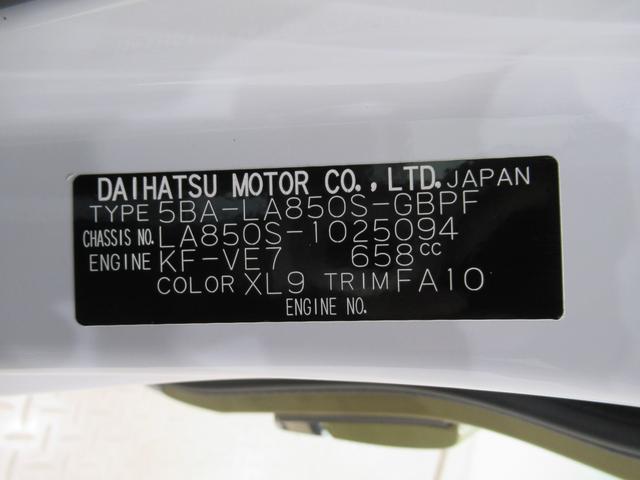 DAIHATSU MOTOR CO., LTD. JAPAN
TYPE 5BA-LA850S-GBPF
CHASSIS NO. LA850S-1025094
ENGINE KF-VE7 658cc
COLOR XL9 TRIM FA10
ENGINE NO.